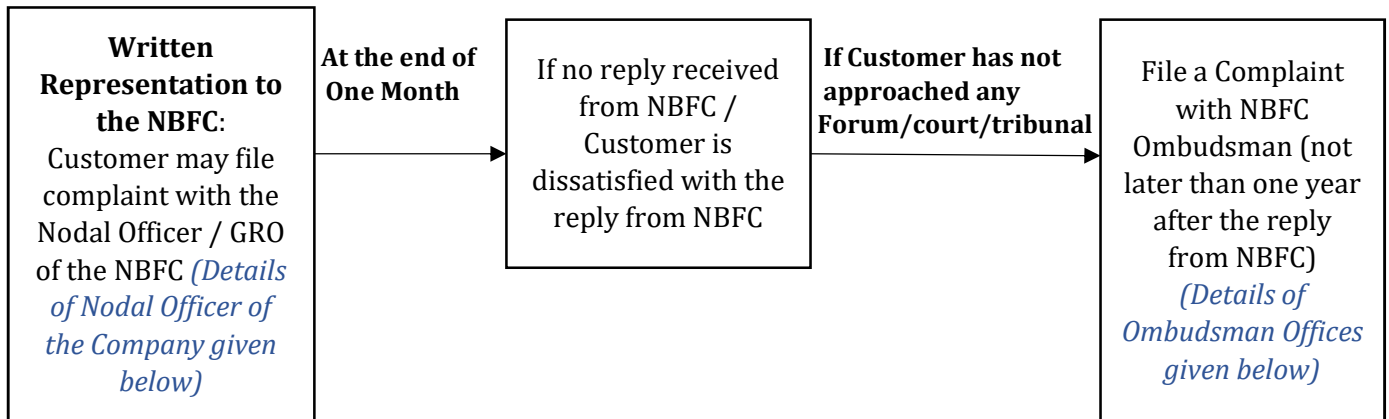 Written
Representation to
the NBFC:
Customer may file
complaint with the
Nodal Officer / GRO
of the NBFC (Details
of Nodal Officer of
the Company given
below)
At the end of
One Month
If no reply received
from NBFC /
Customer is
dissatisfied with the
reply from NBFC
If Customer has not
approached any
Forum/court/tribunal
File a Complaint
with NBFC
Ombudsman (not
later than one year
after the reply
from NBFC)
(Details of
Ombudsman Offices
given below)